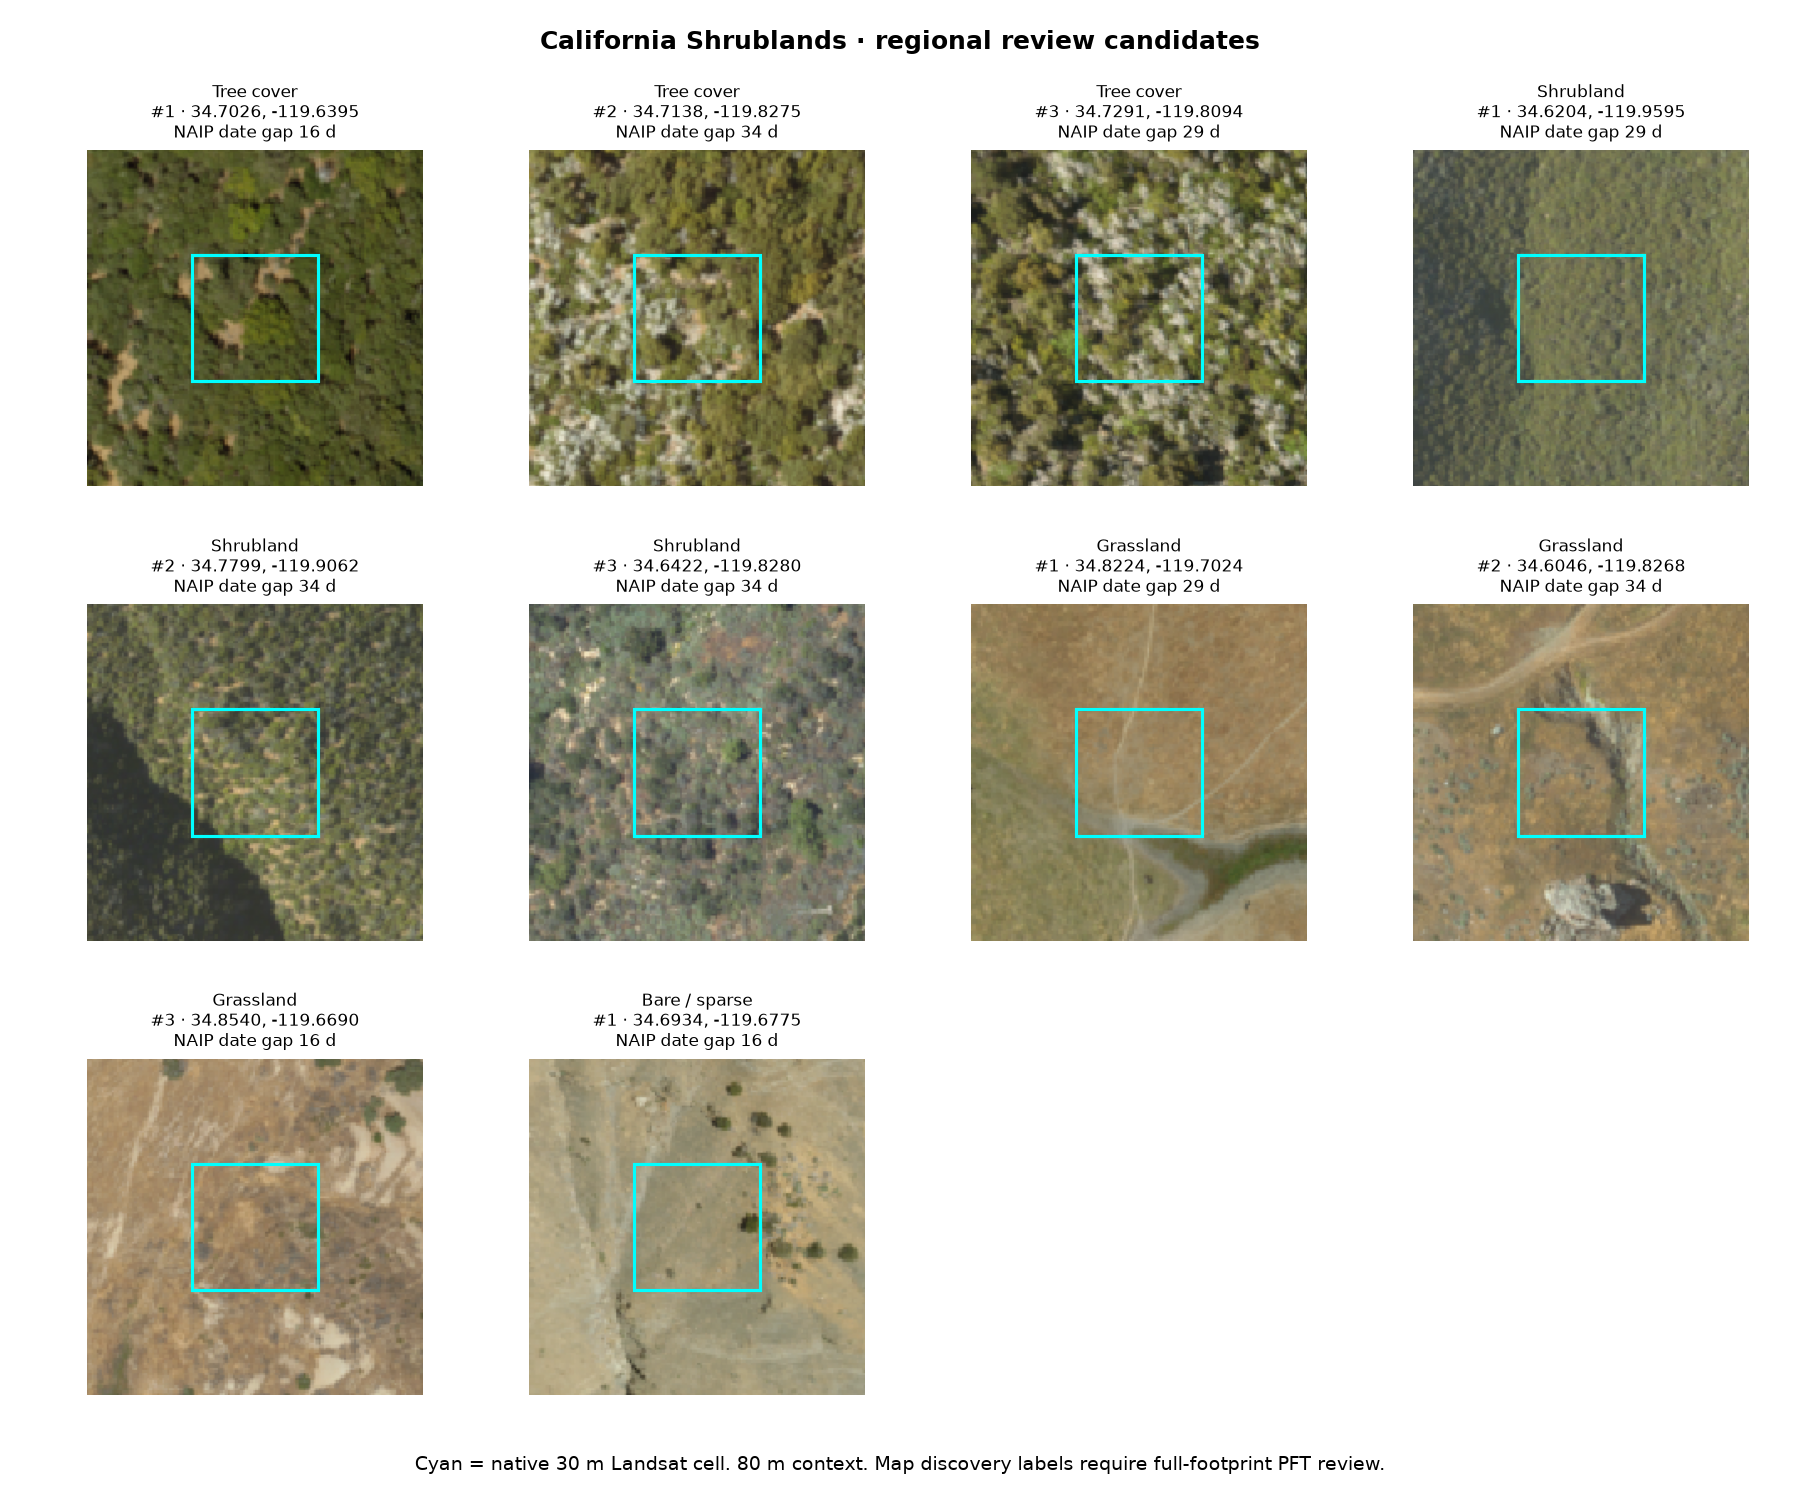 California Shrublands · regional review candidates
Tree cover
#1 · 34.7026, -119.6395
NAIP date gap 16 d
Tree cover
#2 · 34.7138, -119.8275
NAIP date gap 34 d
Tree cover
#3 · 34.7291, -119.8094
NAIP date gap 29 d
Shrubland
#1 · 34.6204, -119.9595
NAIP date gap 29 d
Shrubland
#2 · 34.7799, -119.9062
NAIP date gap 34 d
Shrubland
#3 · 34.6422, -119.8280
NAIP date gap 34 d
Grassland
#1 · 34.8224, -119.7024
NAIP date gap 29 d
Grassland
#2 · 34.6046, -119.8268
NAIP date gap 34 d
Grassland
#3 · 34.8540, -119.6690
NAIP date gap 16 d
Bare / sparse
#1 · 34.6934, -119.6775
NAIP date gap 16 d
Cyan = native 30 m Landsat cell. 80 m context. Map discovery labels require full-footprint PFT review.